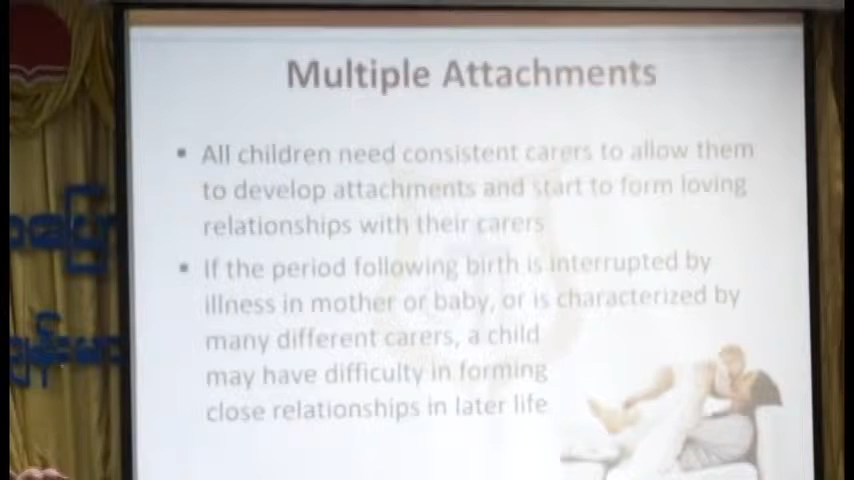 Multiple Attachments
• All children need consistent carers to allow them
to develop attachments and start to form loving
relationships with their carers
• If the period following birth is interrupted by
illness in mother or baby, or is characterized by
many different carers, a child
may have difficulty in forming
close relationships in later life